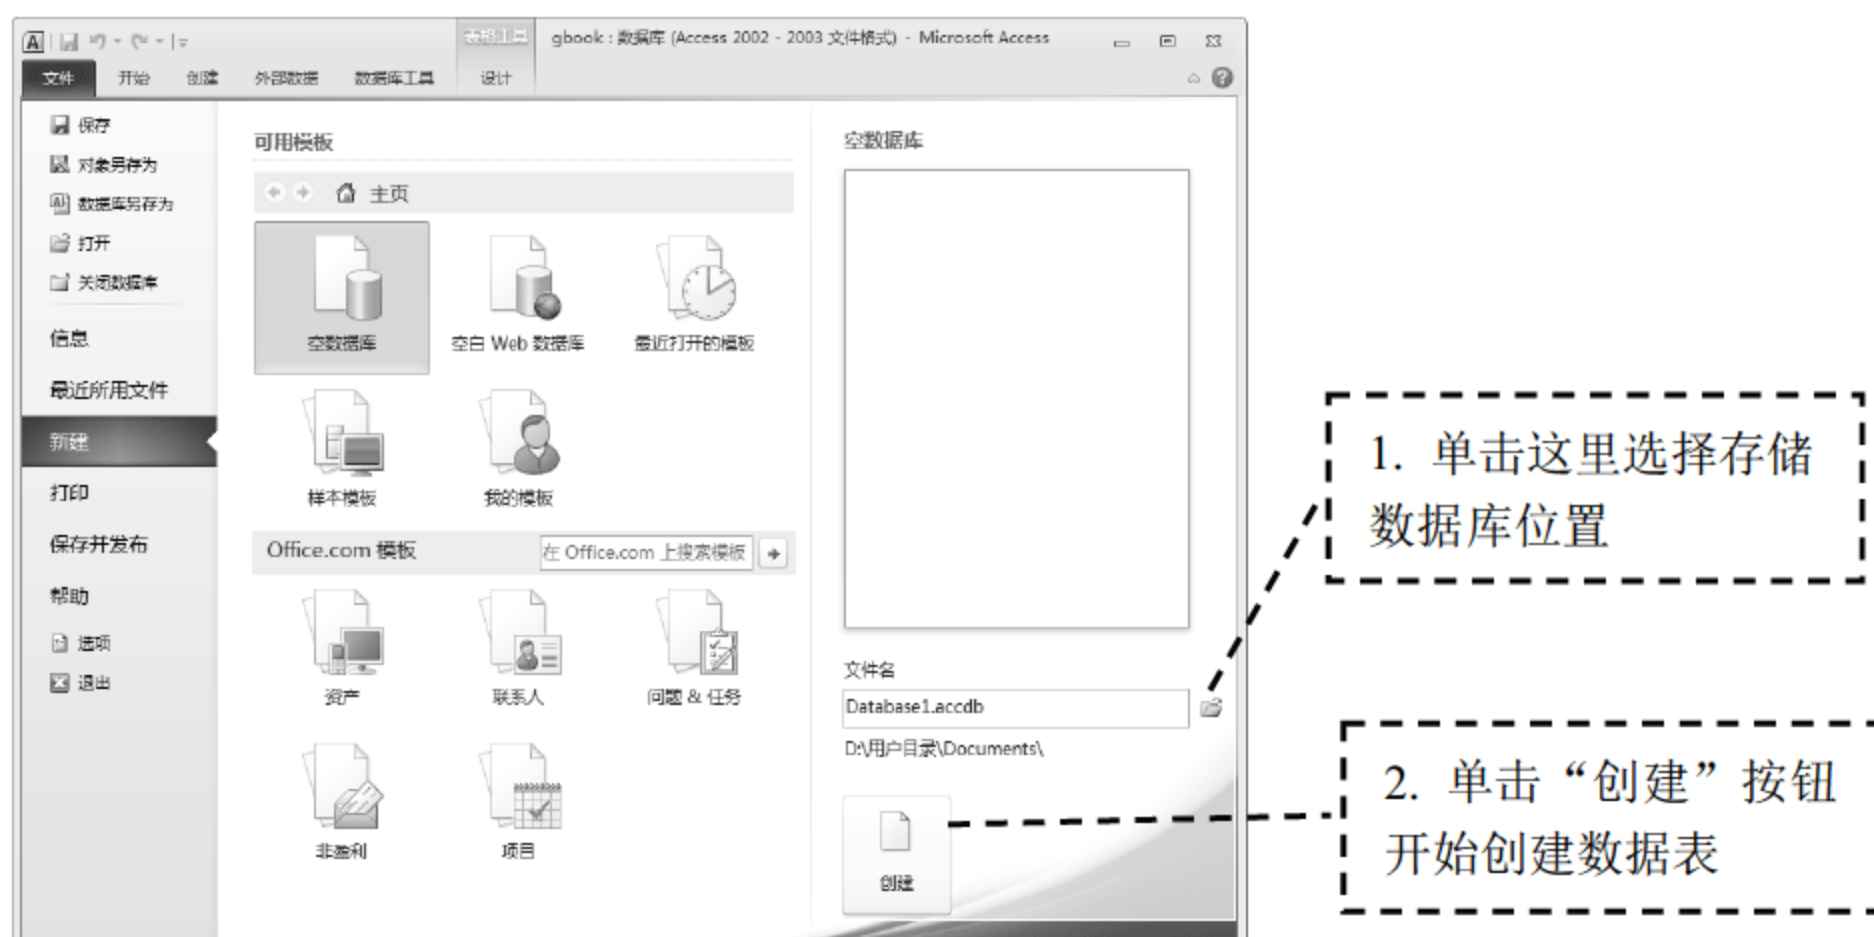 表格工具
gbook : 数据库 (Access 2002 - 2003 文件格式) - Microsoft Access
文件 开始 创建 外部数据 数据库工具 设计
保存
对象另存为
数据库另存为
打开
关闭数据库
信息
最近所用文件
新建
打印
保存并发布
帮助
选项
退出
可用模板
主页
空数据库 空白 Web 数据库 最近打开的模板
样本模板 我的模板
Office.com 模板 在 Office.com 上搜索模板
资产 联系人 问题 & 任务
非盈利 项目
空数据库
文件名
Database1.accdb
D:\用户目录\Documents\
创建
1. 单击这里选择存储
数据库位置
2. 单击“创建”按钮
开始创建数据表